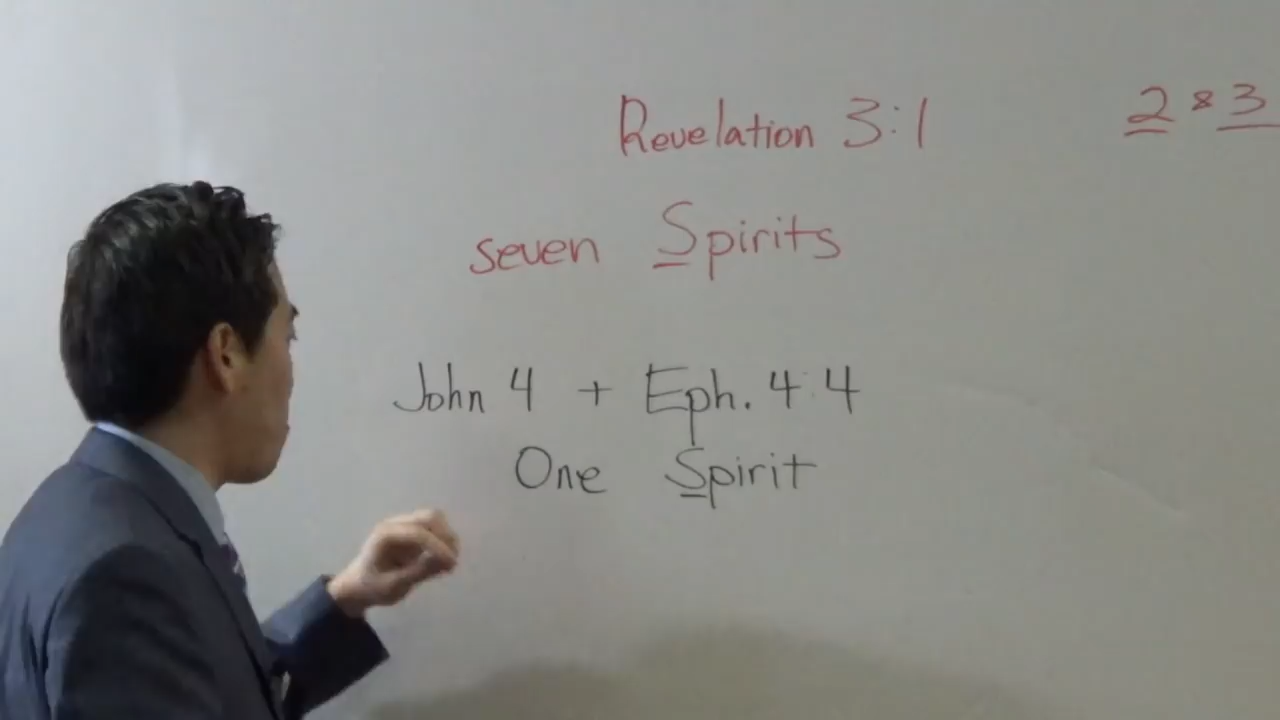 Revelation 3:1
2 & 3
seven Spirits
John 4 + Eph. 4:4
One Spirit